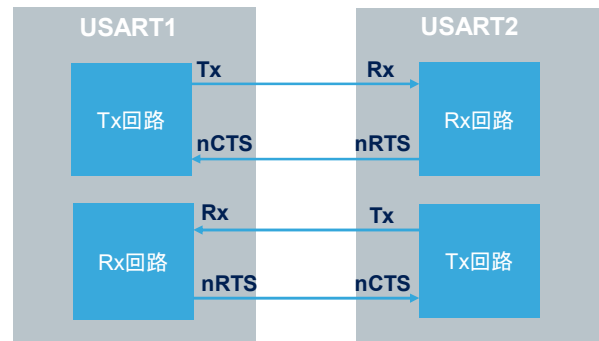 USART1
USART2
Tx
Rx
Tx回路
Rx回路
nCTS
nRTS
Rx
Tx
Rx回路
Tx回路
nRTS
nCTS